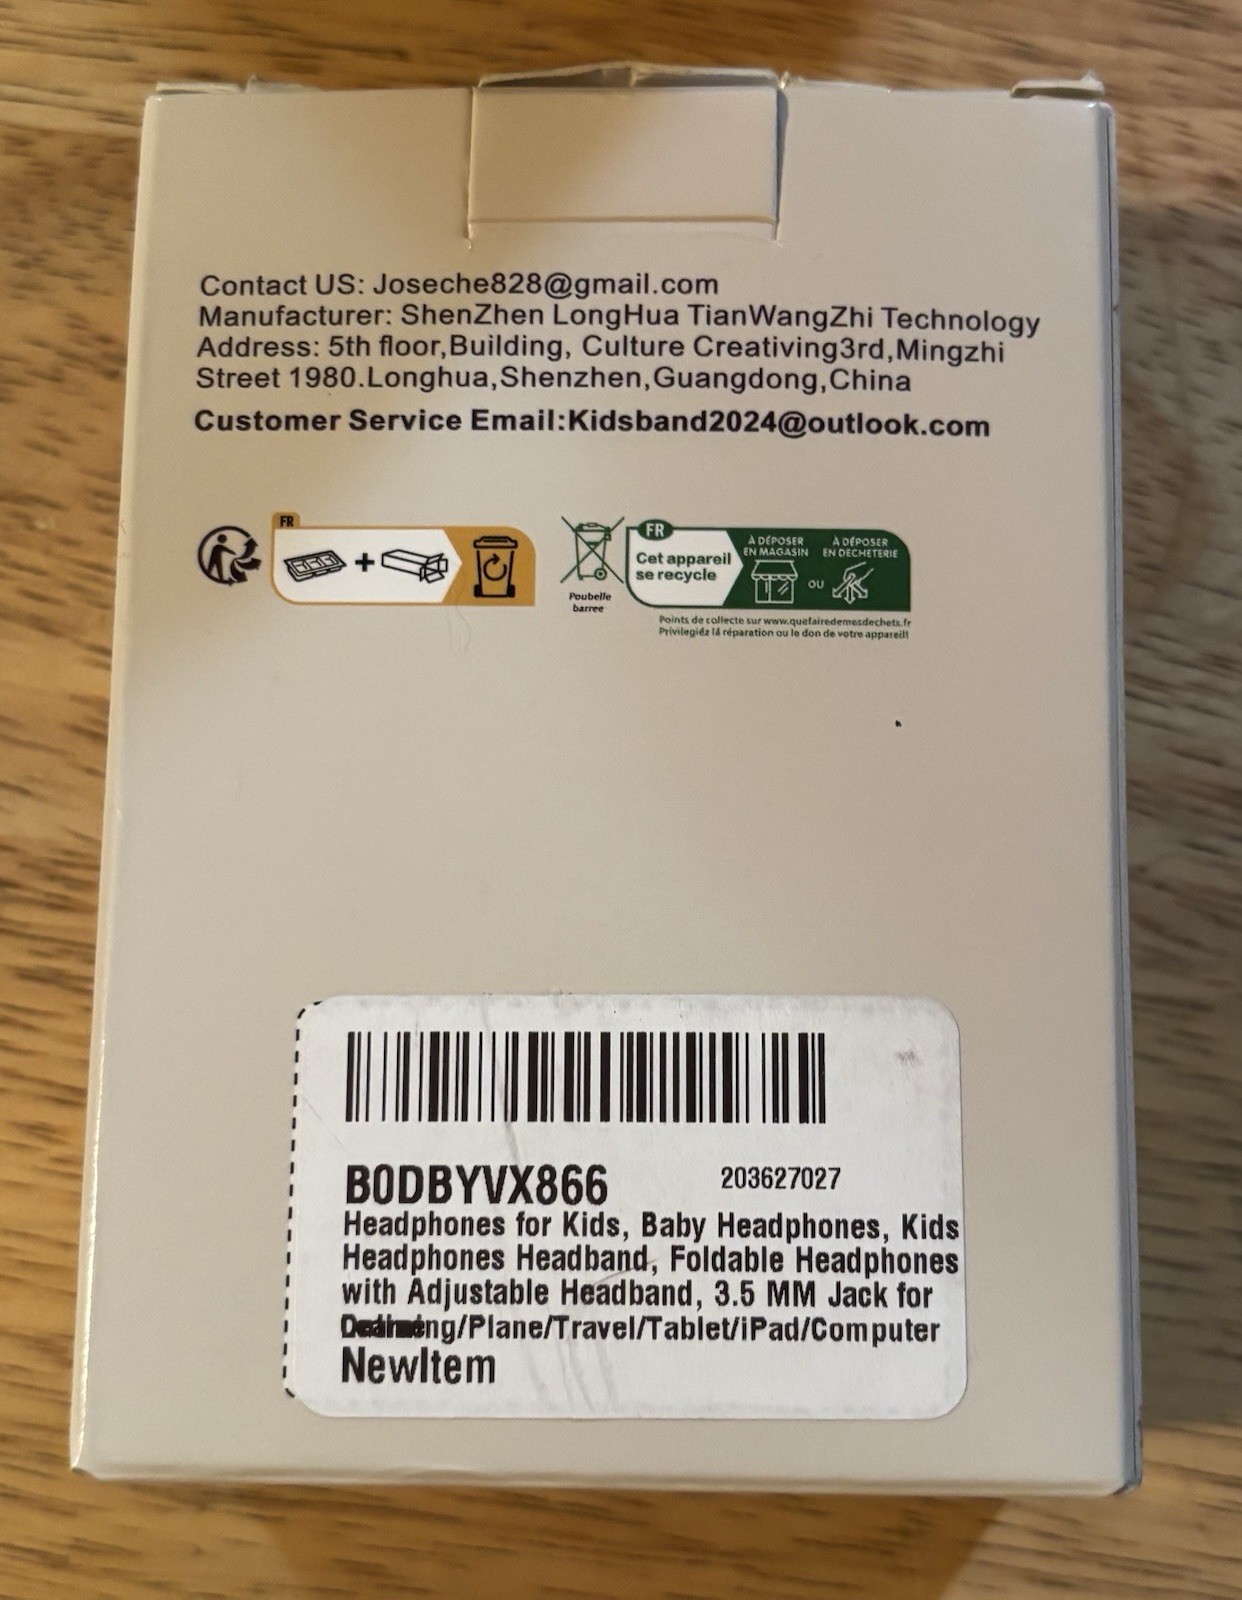 Contact US: Joseche828@gmail.com
Manufacturer: ShenZhen LongHua TianWangZhi Technology
Address: 5th floor,Building, Culture Creativing3rd,Mingzhi
Street 1980.Longhua,Shenzhen,Guangdong,China
Customer Service Email:Kidsband2024@outlook.com
FR
FR
Cet appareil
se recycle
À DÉPOSER
EN MAGASIN
OU
À DÉPOSER
EN DÉCHÈTERIE
Poubelle
barree
Points de collecte sur www.quefairedemesdechets.fr
Privilegiéz lá réparation ou le don de votre appareil!
B0DBYVX866
203627027
Headphones for Kids, Baby Headphones, Kids
Headphones Headband, Foldable Headphones
with Adjustable Headband, 3.5 MM Jack for
/Plane/Travel/Tablet/iPad/Computer
NewItem